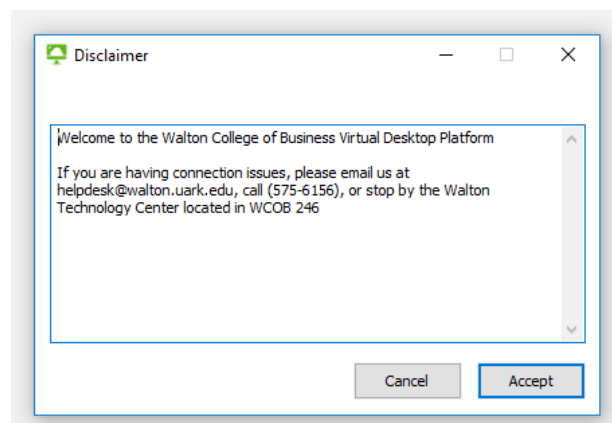 Disclaimer
Welcome to the Walton College of Business Virtual Desktop Platform
If you are having connection issues, please email us at
helpdesk@walton.uark.edu, call (575-6156), or stop by the Walton
Technology Center located in WCOB 246
Cancel
Accept